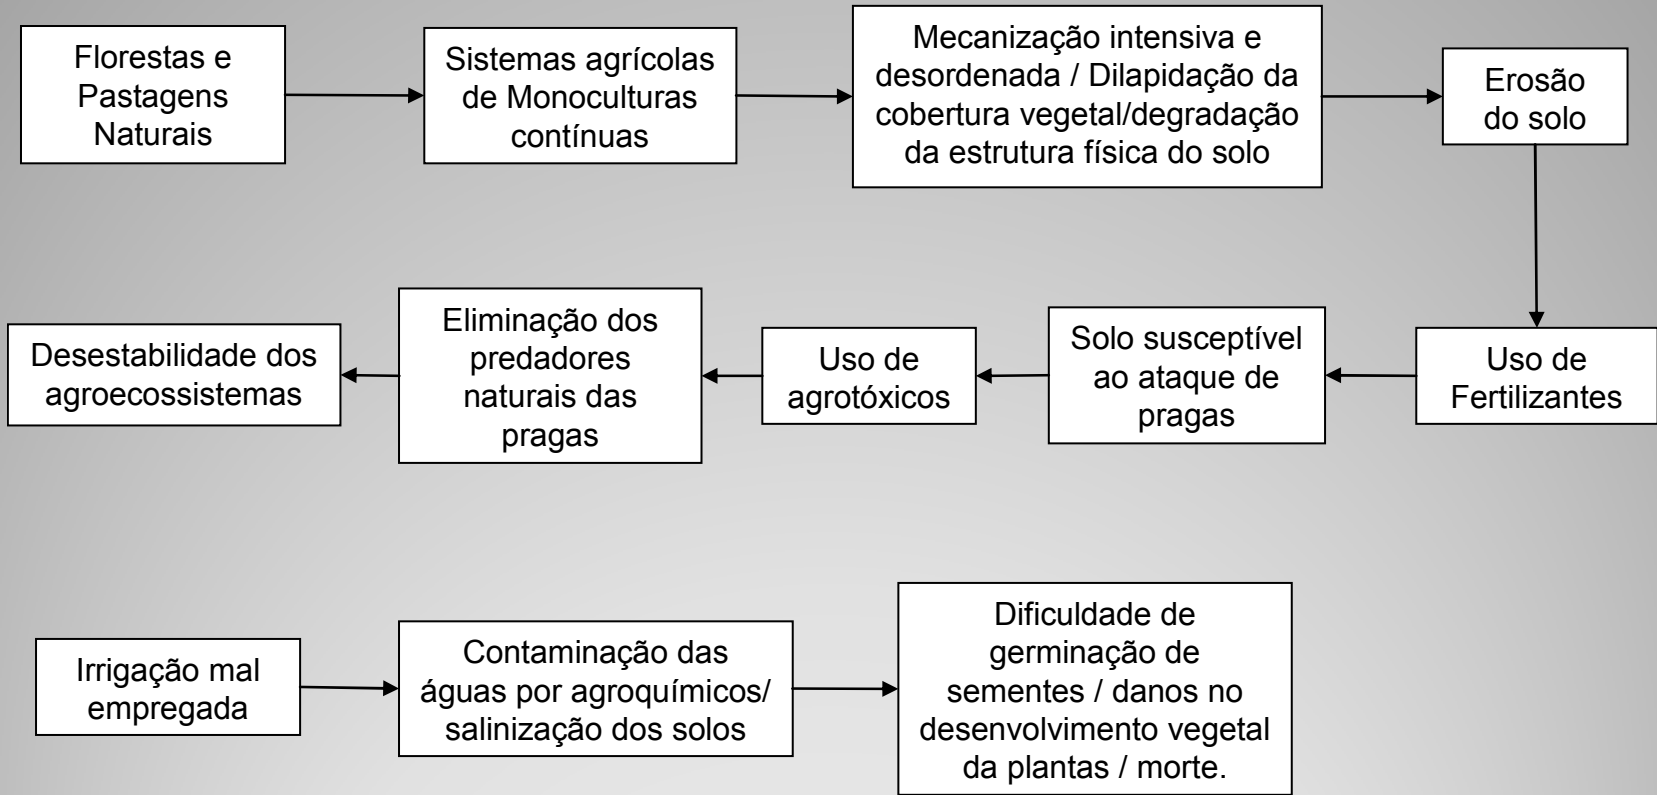 Florestas e
Pastagens
Naturais
Sistemas agrícolas
de Monoculturas
contínuas
Mecanização intensiva e
desordenada / Dilapidação da
cobertura vegetal/degradação
da estrutura física do solo
Erosão
do solo
Uso de
Fertilizantes
Solo susceptível
ao ataque de
pragas
Uso de
agrotóxicos
Eliminação dos
predadores
naturais das
pragas
Desestabilidade dos
agroecossistemas
Irrigação mal
empregada
Contaminação das
águas por agroquímicos/
salinização dos solos
Dificuldade de
germinação de
sementes / danos no
desenvolvimento vegetal
da plantas / morte.